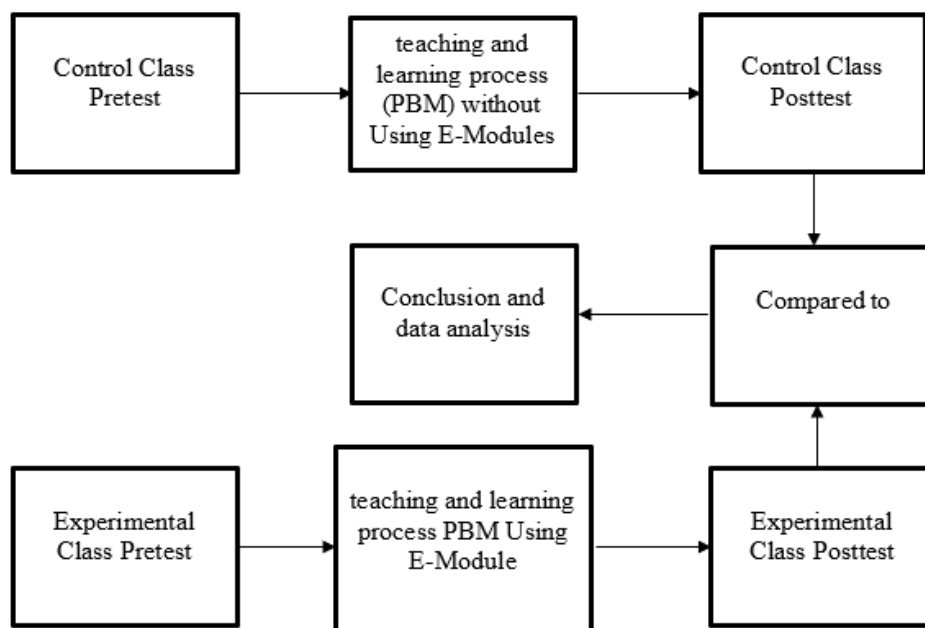 Control Class
Pretest
teaching and
learning process
(PBM) without
Using E-Modules
Control Class
Posttest
Conclusion and
data analysis
Compared to
Experimental
Class Pretest
teaching and learning
process PBM Using
E-Module
Experimental
Class Posttest